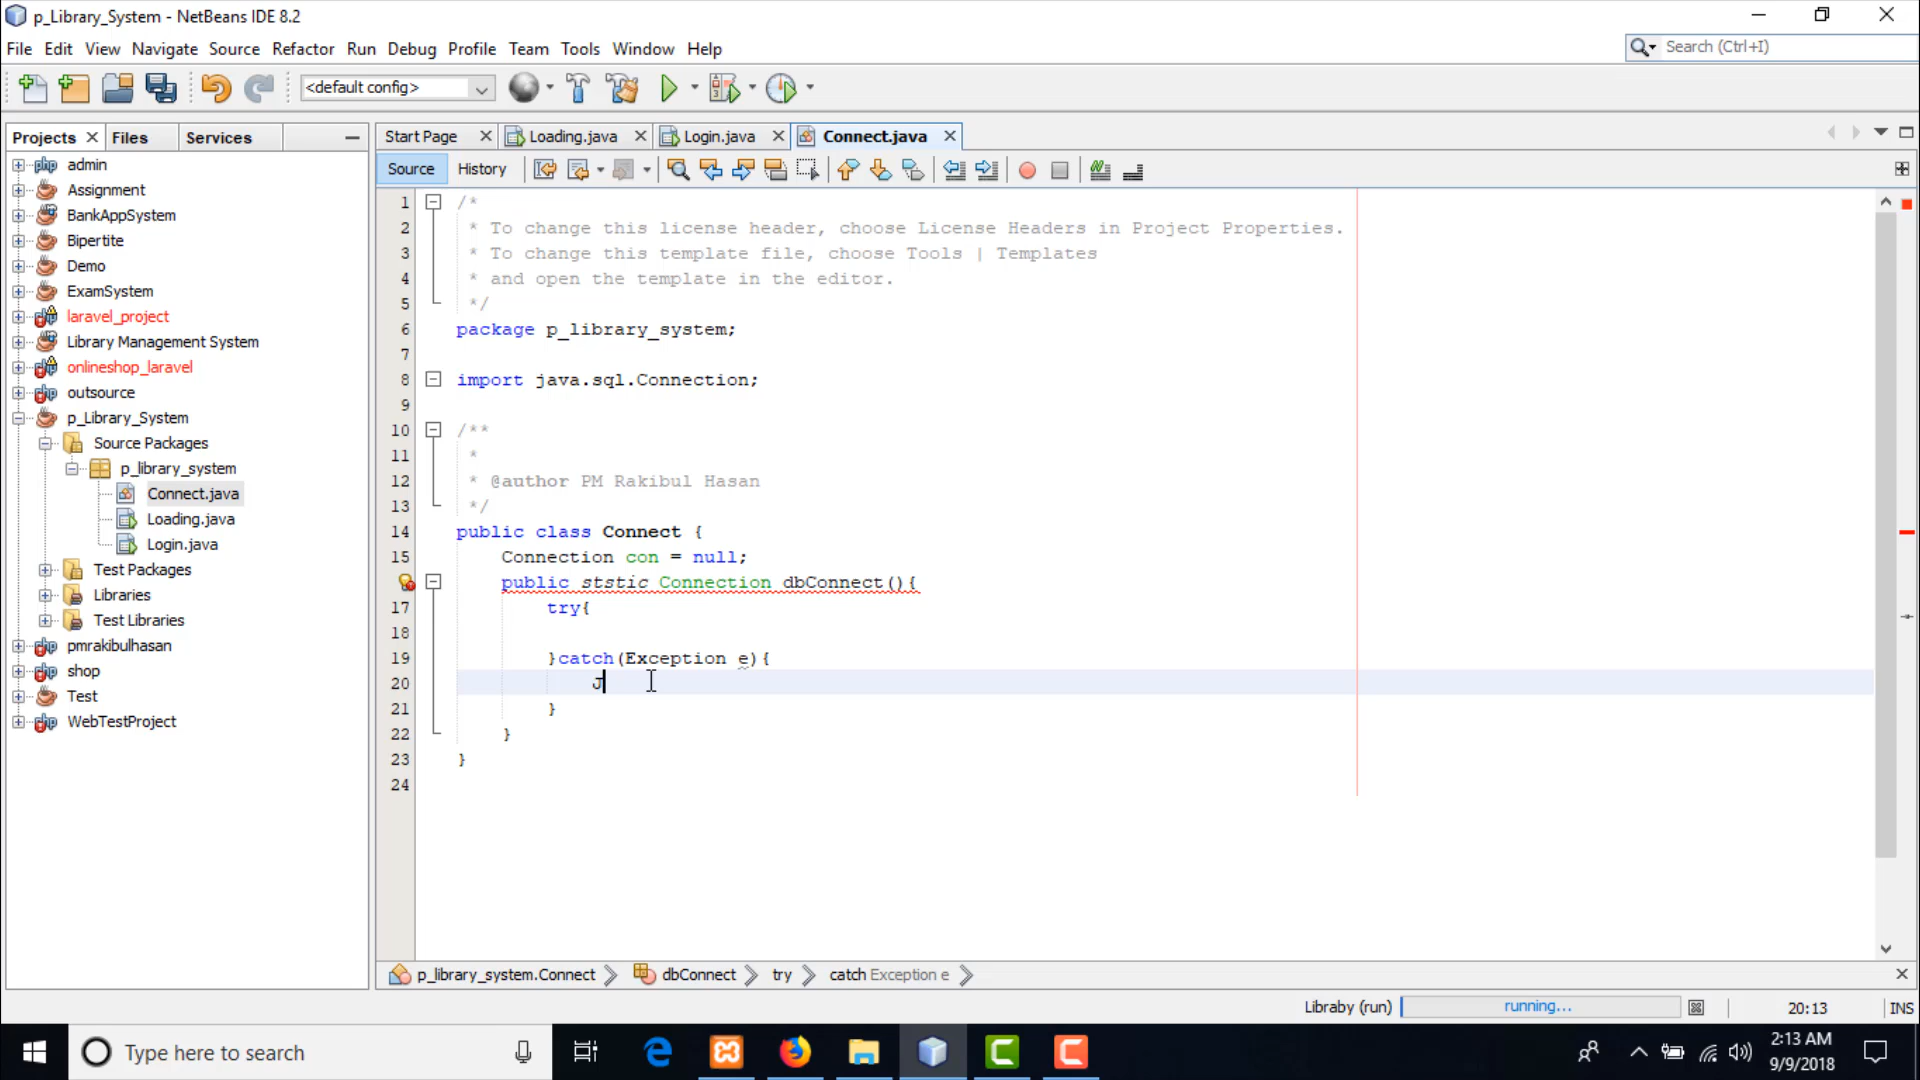 p_Library_System - NetBeans IDE 8.2
File Edit View Navigate Source Refactor Run Debug Profile Team Tools Window Help
Search (Ctrl+I)
<default config>
Projects Files Services
Start Page Loading.java Login.java Connect.java
Source History
admin
Assignment
BankAppSystem
Bipertite
Demo
ExamSystem
laravel_project
Library Management System
onlineshop_laravel
outsource
p_Library_System
Source Packages
p_library_system
Connect.java
Loading.java
Login.java
Test Packages
Libraries
Test Libraries
pmrakibulhasan
shop
Test
WebTestProject
1 /*
2 * To change this license header, choose License Headers in Project Properties.
3 * To change this template file, choose Tools | Templates
4 * and open the template in the editor.
5 */
6 package p_library_system;
7
8 import java.sql.Connection;
9
10 /**
11 *
12 * @author PM Rakibul Hasan
13 */
14 public class Connect {
15 Connection con = null;
public ststic Connection dbConnect(){
17 try{
18
19 }catch(Exception e){
20 J
21 }
22 }
23 }
24
p_library_system.Connect dbConnect try catch Exception e
Libraby (run) running... 20:13 INS
Type here to search
2:13 AM
9/9/2018